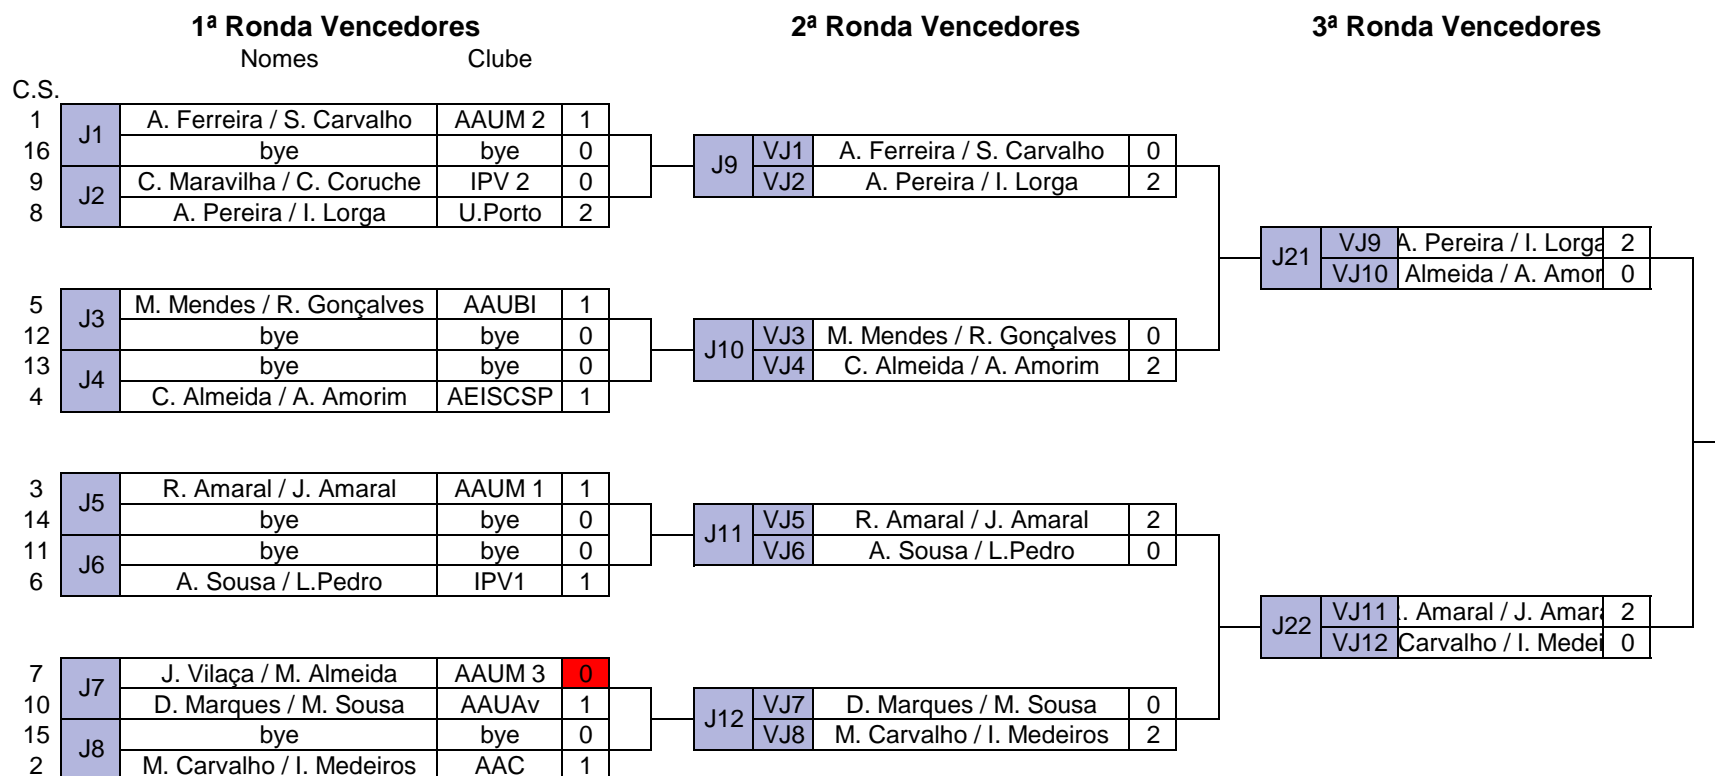 1ª Ronda Vencedores 2ª Ronda Vencedores 3ª Ronda Vencedores
Nomes Clube
C.S.
1 J1 A. Ferreira / S. Carvalho AAUM 2 1
16 bye bye 0
9 J2 C. Maravilha / C. Coruche IPV 2 0
8 A. Pereira / I. Lorga U.Porto 2
5 J3 M. Mendes / R. Gonçalves AAUBI 1
12 bye bye 0
13 J4 bye bye 0
4 C. Almeida / A. Amorim AEISCSP 1
3 J5 R. Amaral / J. Amaral AAUM 1 1
14 bye bye 0
11 J6 bye bye 0
6 A. Sousa / L.Pedro IPV1 1
7 J7 J. Vilaça / M. Almeida AAUM 3 0
10 D. Marques / M. Sousa AAUAv 1
15 J8 bye bye 0
2 M. Carvalho / I. Medeiros AAC 1
J9 VJ1 A. Ferreira / S. Carvalho 0
VJ2 A. Pereira / I. Lorga 2
J10 VJ3 M. Mendes / R. Gonçalves 0
VJ4 C. Almeida / A. Amorim 2
J11 VJ5 R. Amaral / J. Amaral 2
VJ6 A. Sousa / L.Pedro 0
J12 VJ7 D. Marques / M. Sousa 0
VJ8 M. Carvalho / I. Medeiros 2
J21 VJ9 A. Pereira / I. Lorga 2
VJ10 Almeida / A. Amor 0
J22 VJ11 . Amaral / J. Amara 2
VJ12 Carvalho / I. Medei 0